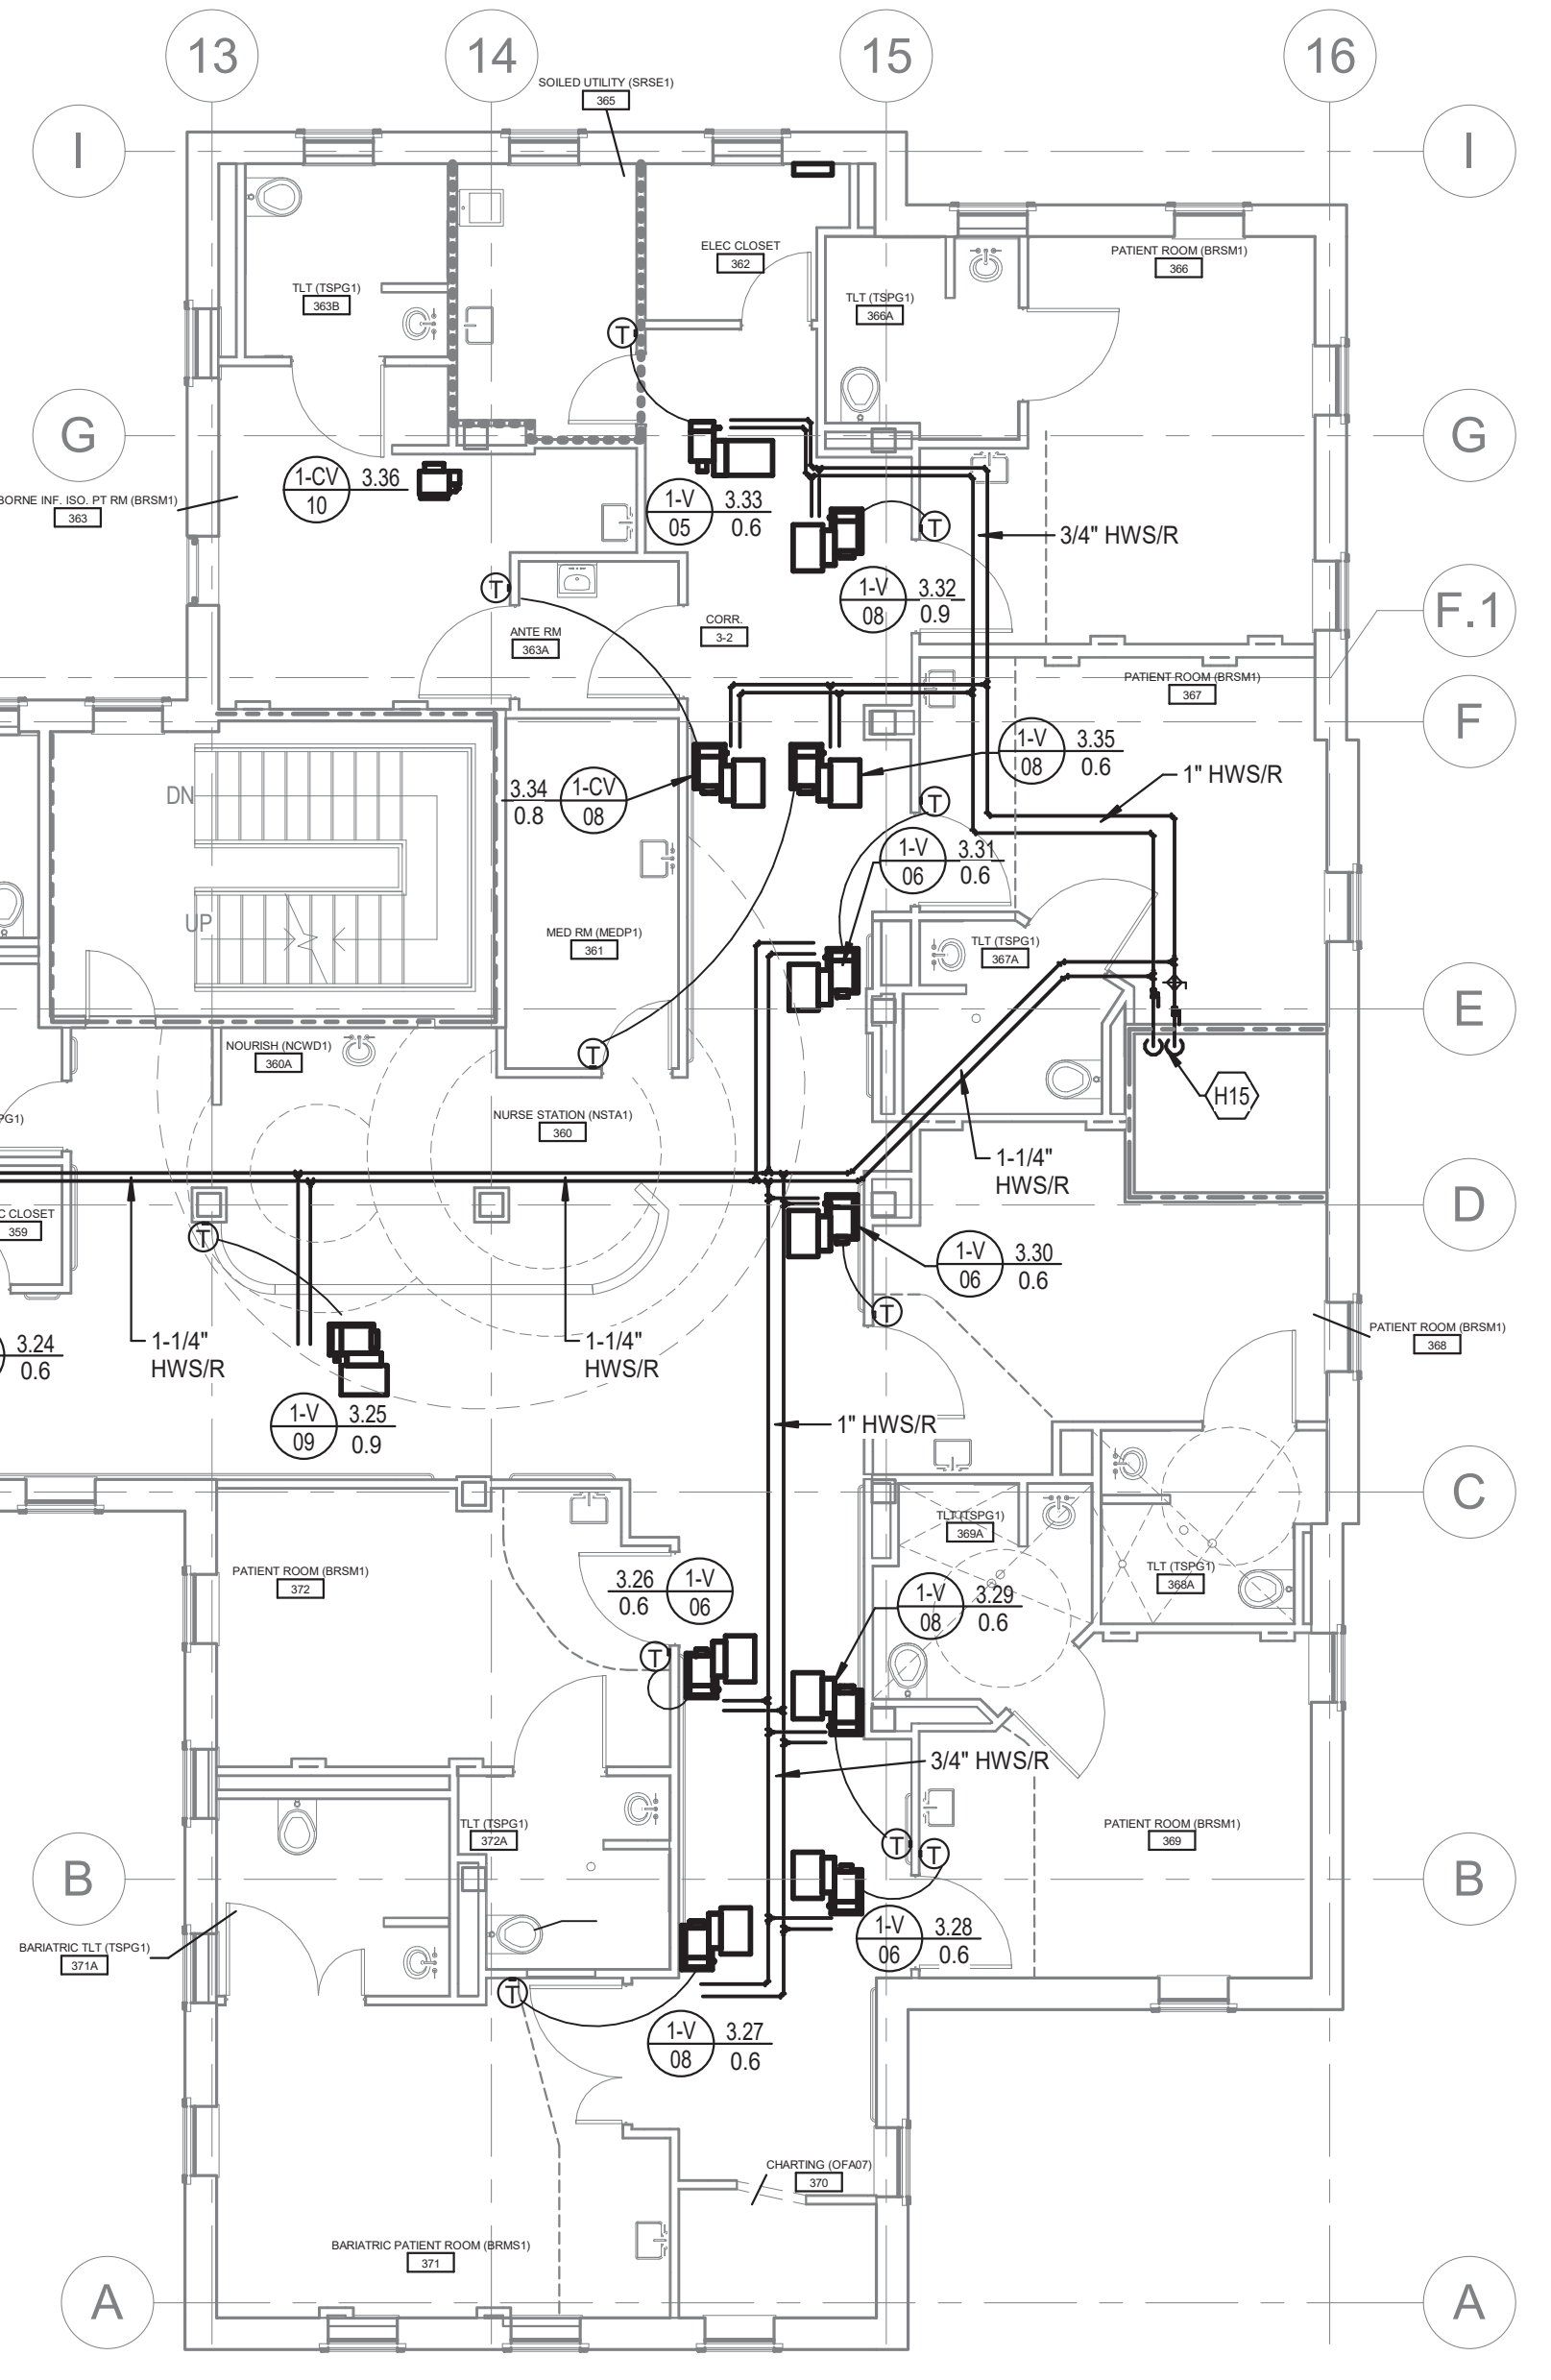 13
14
15
16
SOILED UTILITY (SRSE1)
365
I
I
ELEC CLOSET
362
PATIENT ROOM (BRSM1)
366
TLT (TSPG1)
363B
TLT (TSPG1)
366A
T
G
G
1-CV
10
3.36
BORNE INF. ISO. PT RM (BRSM1)
363
1-V
05
3.33
0.6
T
3/4" HWS/R
1-V
08
3.32
0.9
T
F.1
ANTE RM
363A
CORR.
3-2
PATIENT ROOM (BRSM1)
367
F
1-V
08
3.35
0.6
1" HWS/R
DN
3.34
0.8
1-CV
08
T
1-V
06
3.31
0.6
UP
MED RM (MEDP1)
361
TLT (TSPG1)
367A
E
NOURISH (NCWD1)
360A
T
H15
PG1)
NURSE STATION (NSTA1)
360
1-1/4"
HWS/R
D
C CLOSET
359
T
1-V
06
3.30
0.6
T
3.24
0.6
1-1/4"
HWS/R
1-1/4"
HWS/R
PATIENT ROOM (BRSM1)
368
1-V
09
3.25
0.9
1" HWS/R
C
TLT (TSPG1)
369A
PATIENT ROOM (BRSM1)
372
3.26
0.6
1-V
06
TLT (TSPG1)
368A
1-V
08
3.29
0.6
T
3/4" HWS/R
TLT (TSPG1)
372A
PATIENT ROOM (BRSM1)
369
T
T
B
B
1-V
06
3.28
0.6
BARIATRIC TLT (TSPG1)
371A
T
1-V
08
3.27
0.6
CHARTING (OFA07)
370
BARIATRIC PATIENT ROOM (BRMS1)
371
A
A